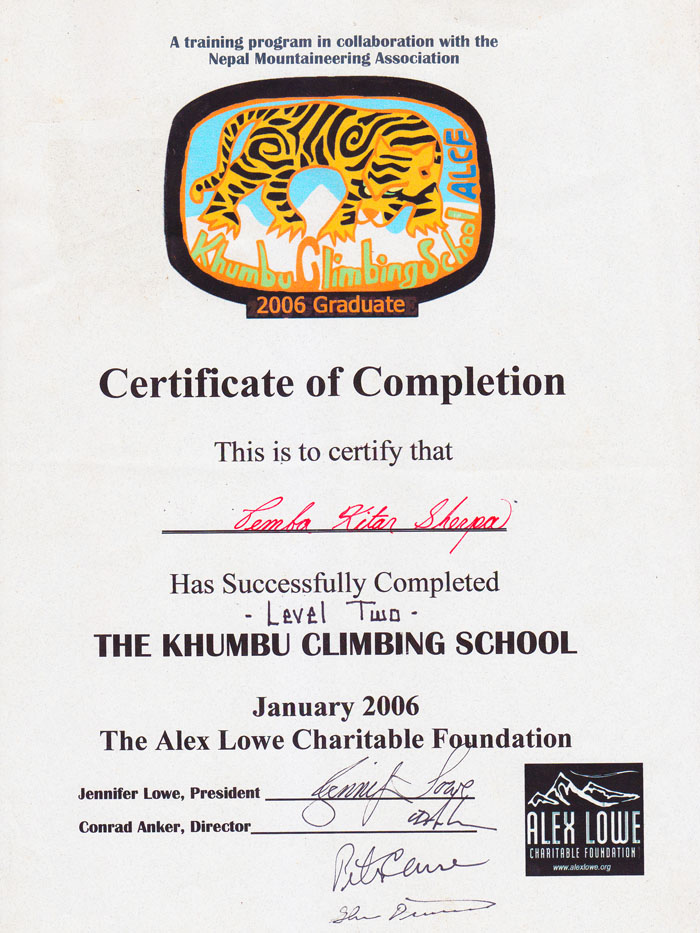 A training program in collaboration with the
Nepal Mountaineering Association
ALCF
Khumbu Climbing School
2006 Graduate
Certificate of Completion
This is to certify that
Pemba Kitar Sherpa
Has Successfully Completed
- Level Two -
THE KHUMBU CLIMBING SCHOOL
January 2006
The Alex Lowe Charitable Foundation
Jennifer Lowe, President
Jennifer Lowe
Conrad Anker, Director
ALEX LOWE
CHARITABLE FOUNDATION
www.alexlowe.org